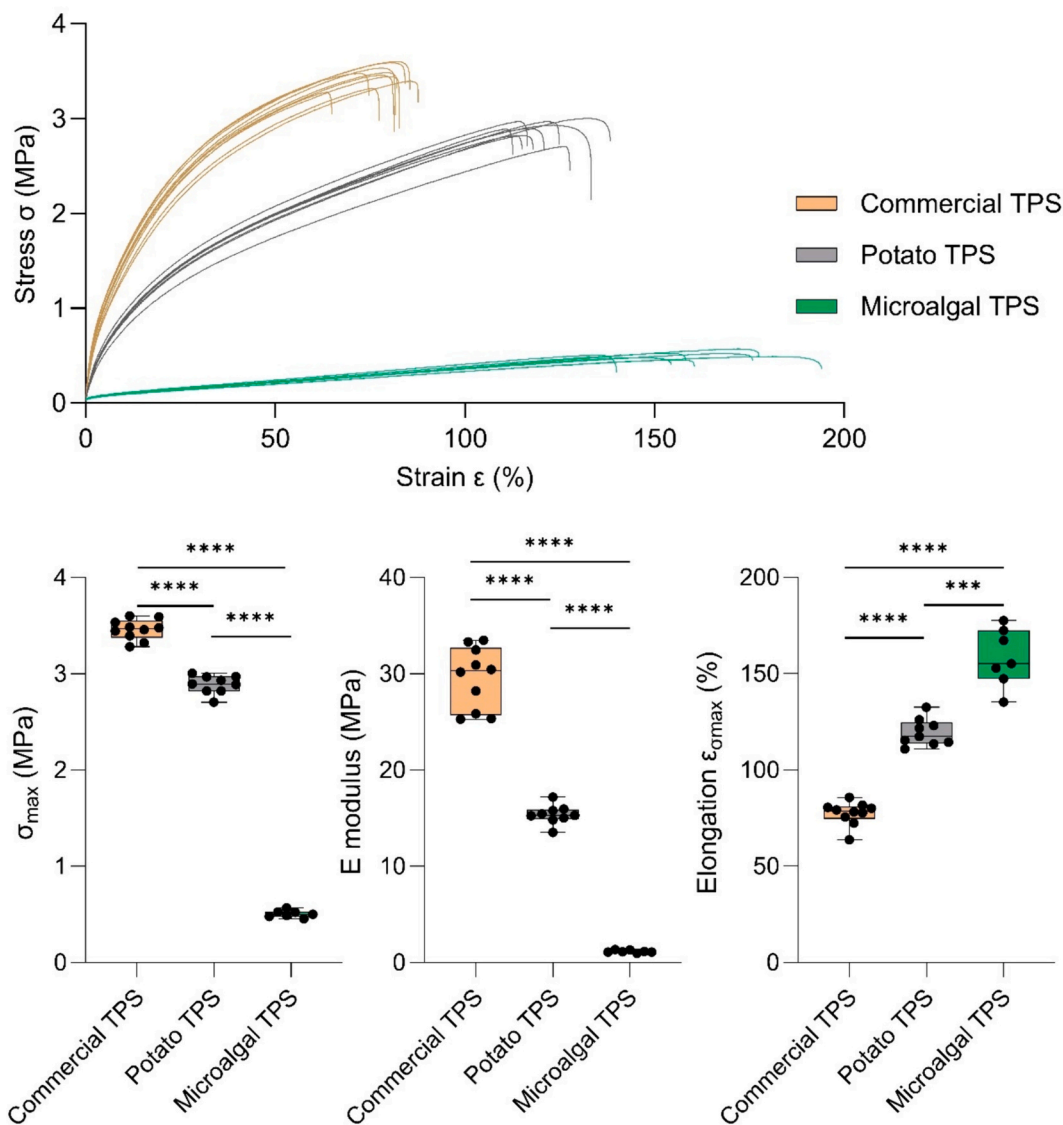 4
3
2
1
0
Stress σ (MPa)
0
50
100
150
200
Strain ε (%)
Commercial TPS
Potato TPS
Microalgal TPS
****
****
****
4
3
2
1
0
σmax (MPa)
Commercial TPS
Potato TPS
Microalgal TPS
****
****
****
40
30
20
10
0
E modulus (MPa)
Commercial TPS
Potato TPS
Microalgal TPS
****
***
****
200
150
100
50
0
Elongation εσmax (%)
Commercial TPS
Potato TPS
Microalgal TPS